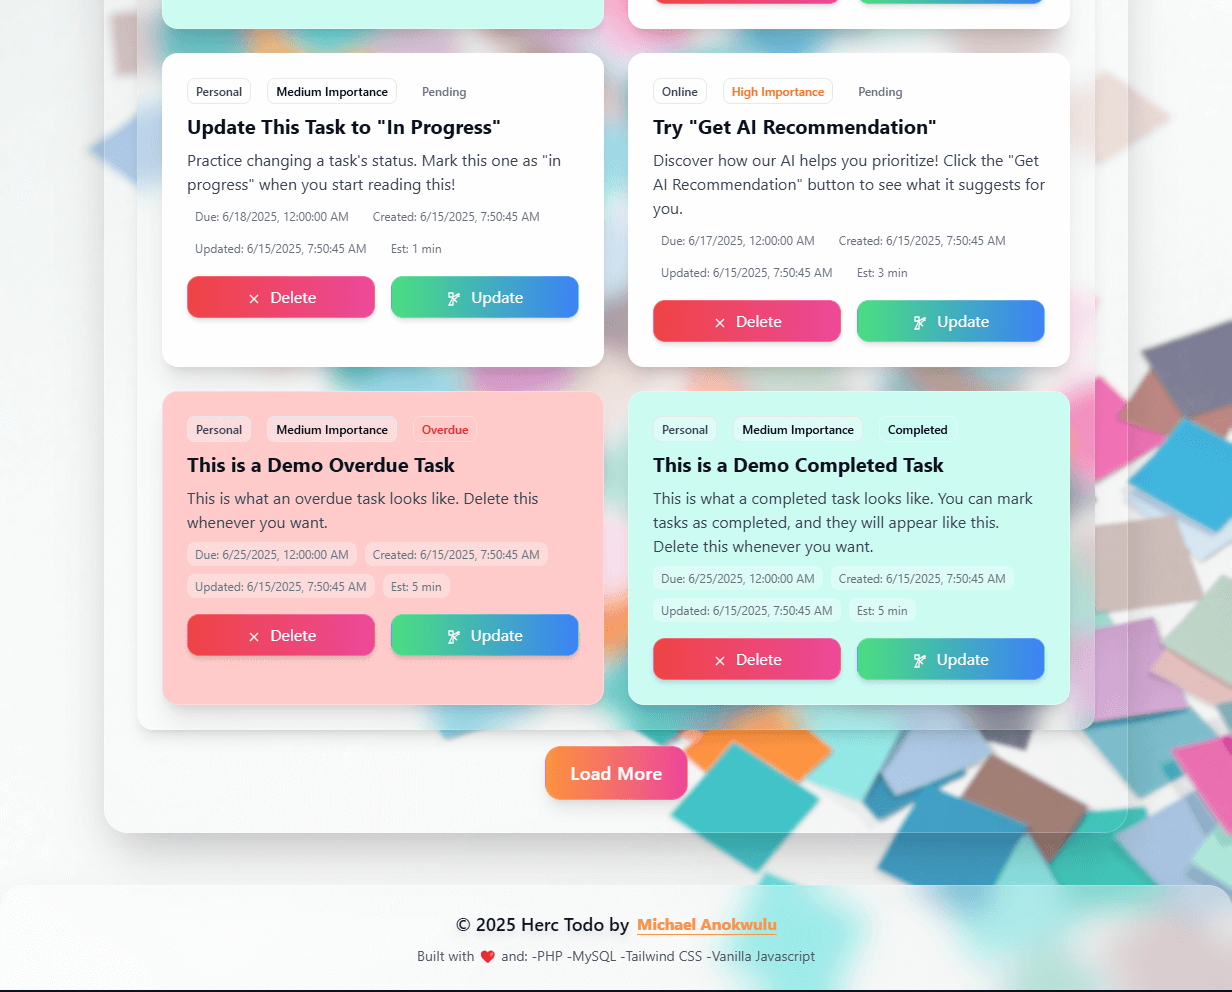 Personal Medium Importance Pending
Update This Task to "In Progress"
Practice changing a task's status. Mark this one as "in
progress" when you start reading this!
Due: 6/18/2025, 12:00:00 AM Created: 6/15/2025, 7:50:45 AM
Updated: 6/15/2025, 7:50:45 AM Est: 1 min
Delete Update
Online High Importance Pending
Try "Get AI Recommendation"
Discover how our AI helps you prioritize! Click the "Get
AI Recommendation" button to see what it suggests for
you.
Due: 6/17/2025, 12:00:00 AM Created: 6/15/2025, 7:50:45 AM
Updated: 6/15/2025, 7:50:45 AM Est: 3 min
Delete Update
Personal Medium Importance Overdue
This is a Demo Overdue Task
This is what an overdue task looks like. Delete this
whenever you want.
Due: 6/25/2025, 12:00:00 AM Created: 6/15/2025, 7:50:45 AM
Updated: 6/15/2025, 7:50:45 AM Est: 5 min
Delete Update
Personal Medium Importance Completed
This is a Demo Completed Task
This is what a completed task looks like. You can mark
tasks as completed, and they will appear like this.
Delete this whenever you want.
Due: 6/25/2025, 12:00:00 AM Created: 6/15/2025, 7:50:45 AM
Updated: 6/15/2025, 7:50:45 AM Est: 5 min
Delete Update
Load More
© 2025 Herc Todo by Michael Anokwulu
Built with ❤️ and: -PHP -MySQL -Tailwind CSS -Vanilla Javascript